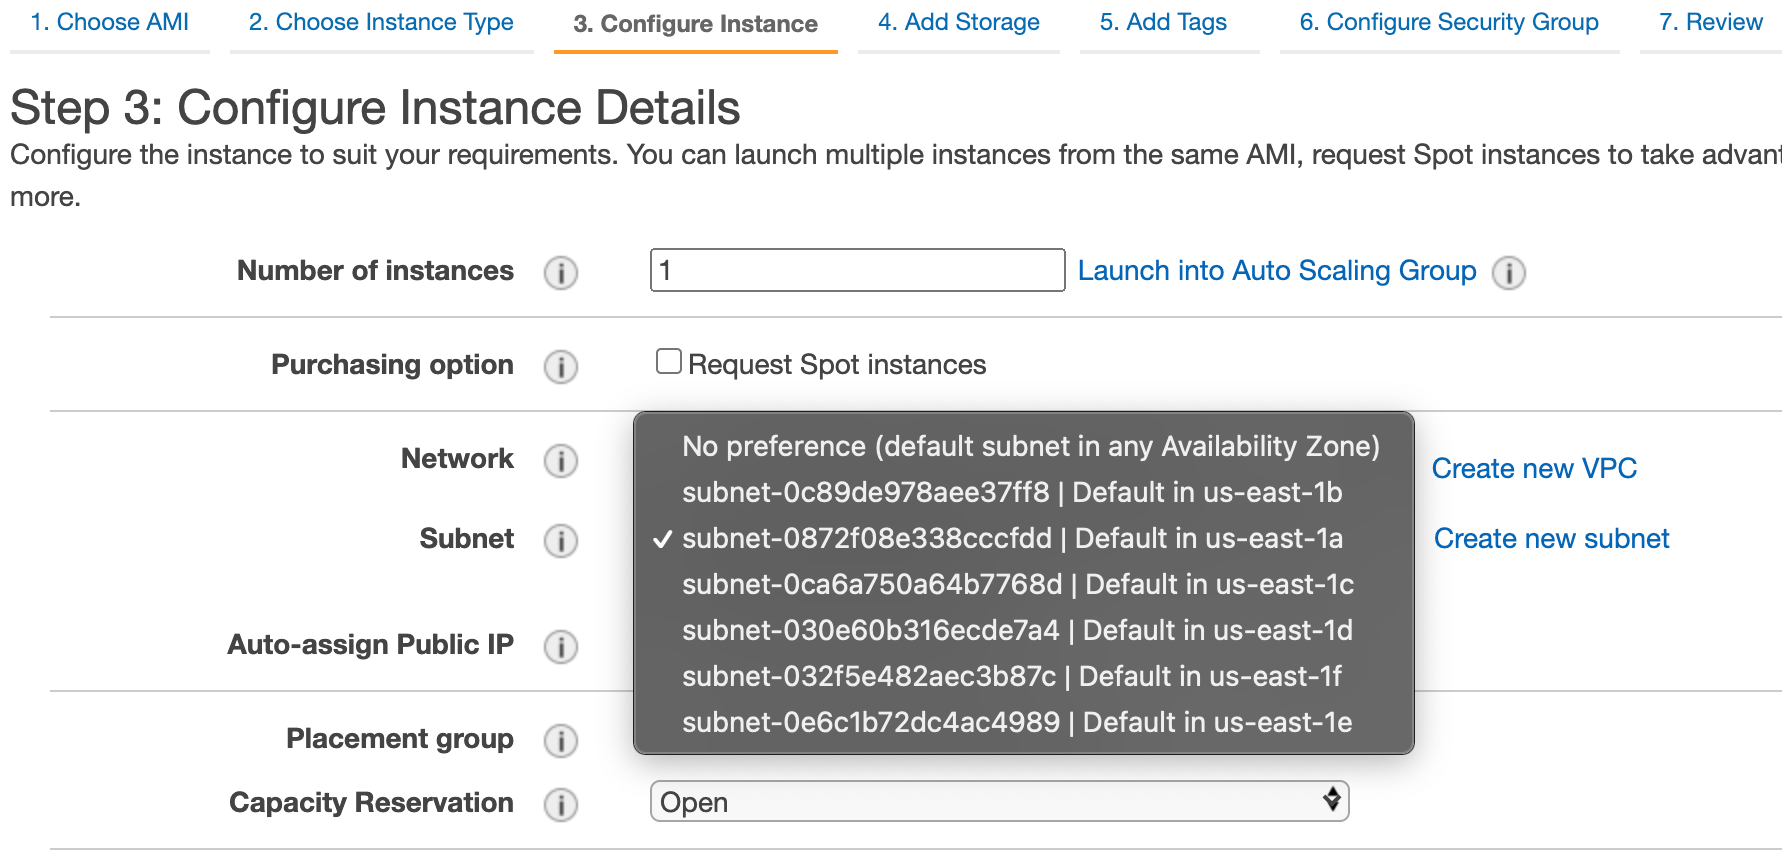 1. Choose AMI 2. Choose Instance Type 3. Configure Instance 4. Add Storage 5. Add Tags 6. Configure Security Group 7. Review
Step 3: Configure Instance Details
Configure the instance to suit your requirements. You can launch multiple instances from the same AMI, request Spot instances to take advant
more.
Number of instances i 1 Launch into Auto Scaling Group i
Purchasing option i Request Spot instances
No preference (default subnet in any Availability Zone)
Network i Create new VPC
subnet-0c89de978aee37ff8 | Default in us-east-1b
Subnet i ✓ subnet-0872f08e338cccfdd | Default in us-east-1a Create new subnet
subnet-0ca6a750a64b7768d | Default in us-east-1c
subnet-030e60b316ecde7a4 | Default in us-east-1d
Auto-assign Public IP i
subnet-032f5e482aec3b87c | Default in us-east-1f
subnet-0e6c1b72dc4ac4989 | Default in us-east-1e
Placement group i
Capacity Reservation i Open